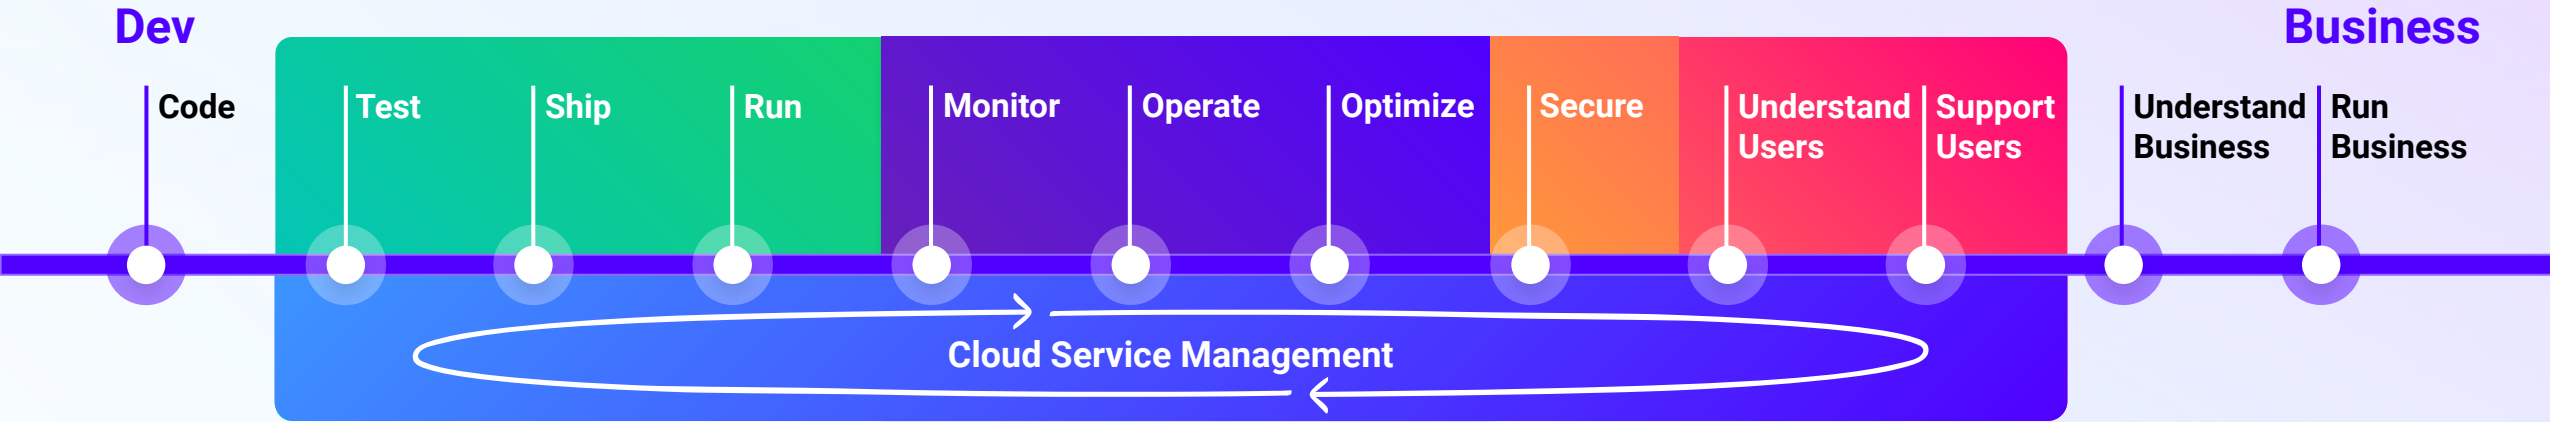 Dev
Business
Code
Test
Ship
Run
Monitor
Operate
Optimize
Secure
Understand
Users
Support
Users
Understand
Business
Run
Business
Cloud Service Management